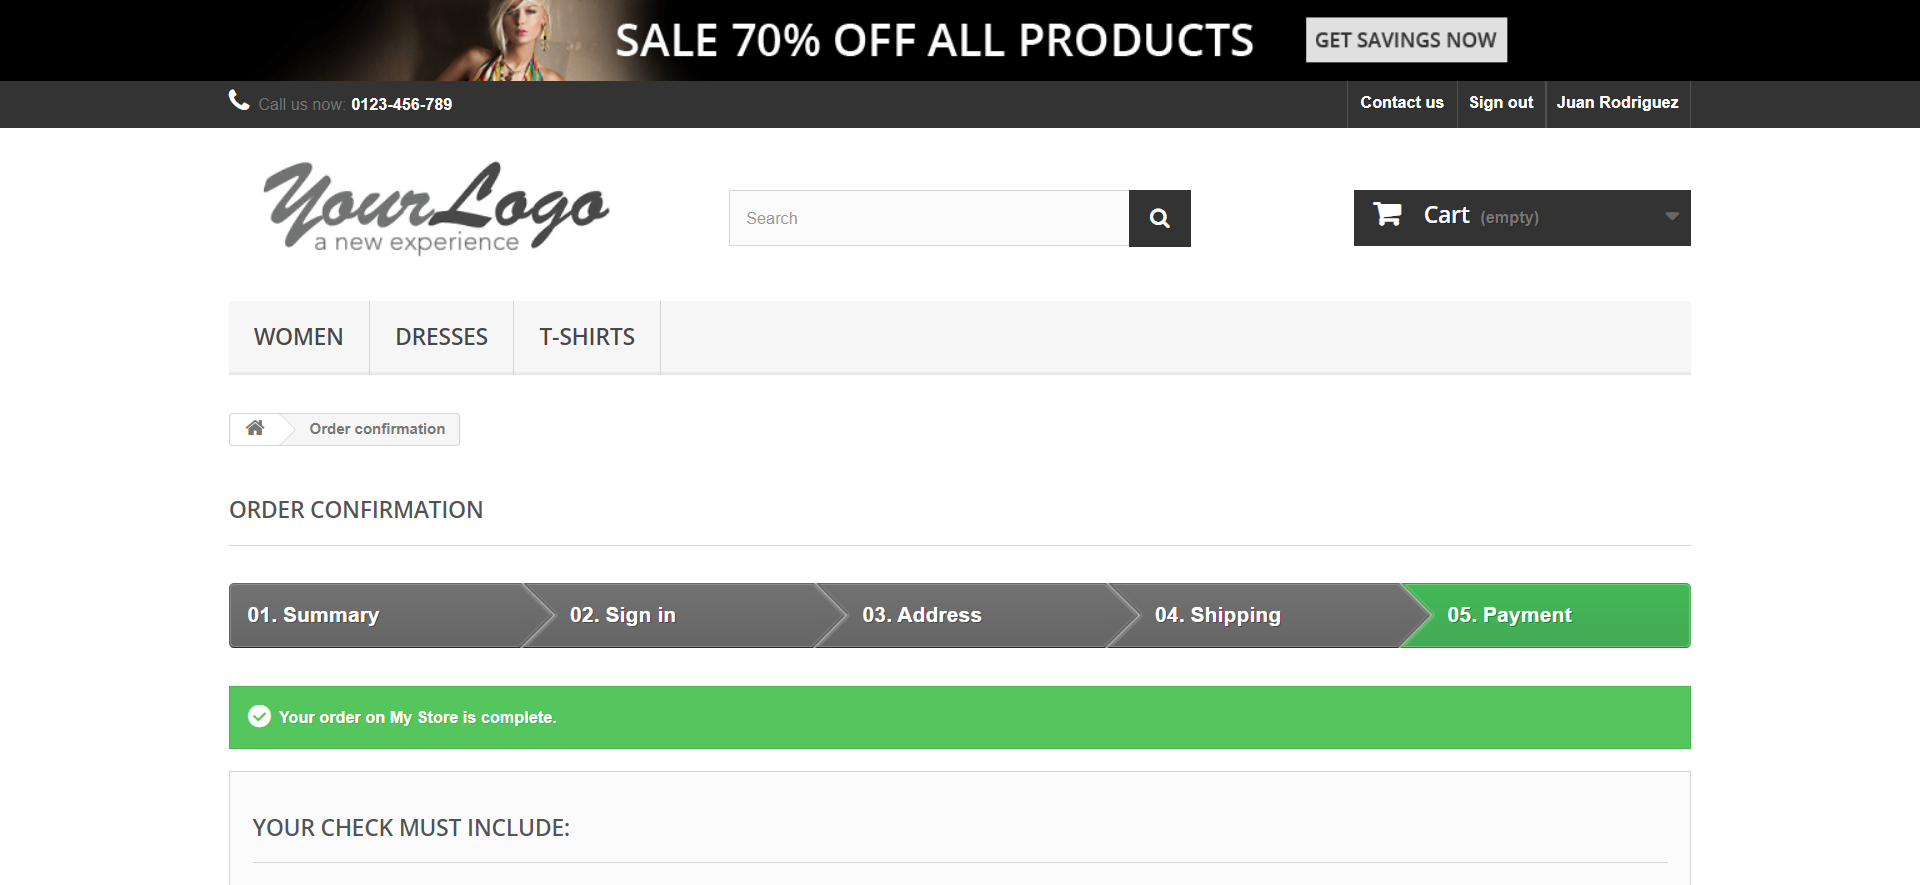 SALE 70% OFF ALL PRODUCTS
GET SAVINGS NOW
Call us now: 0123-456-789
Contact us
Sign out
Juan Rodriguez
YourLogo
a new experience
Search
Cart (empty)
WOMEN
DRESSES
T-SHIRTS
Order confirmation
ORDER CONFIRMATION
01. Summary
02. Sign in
03. Address
04. Shipping
05. Payment
Your order on My Store is complete.
YOUR CHECK MUST INCLUDE: